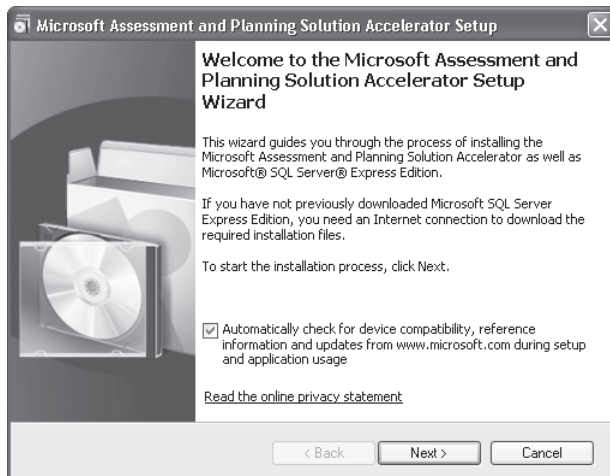 Microsoft Assessment and Planning Solution Accelerator Setup
Welcome to the Microsoft Assessment and
Planning Solution Accelerator Setup
Wizard
This wizard guides you through the process of installing the
Microsoft Assessment and Planning Solution Accelerator as well as
Microsoft® SQL Server® Express Edition.
If you have not previously downloaded Microsoft SQL Server
Express Edition, you need an Internet connection to download the
required installation files.
To start the installation process, click Next.
Automatically check for device compatibility, reference
information and updates from www.microsoft.com during setup
and application usage
Read the online privacy statement
< Back Next > Cancel